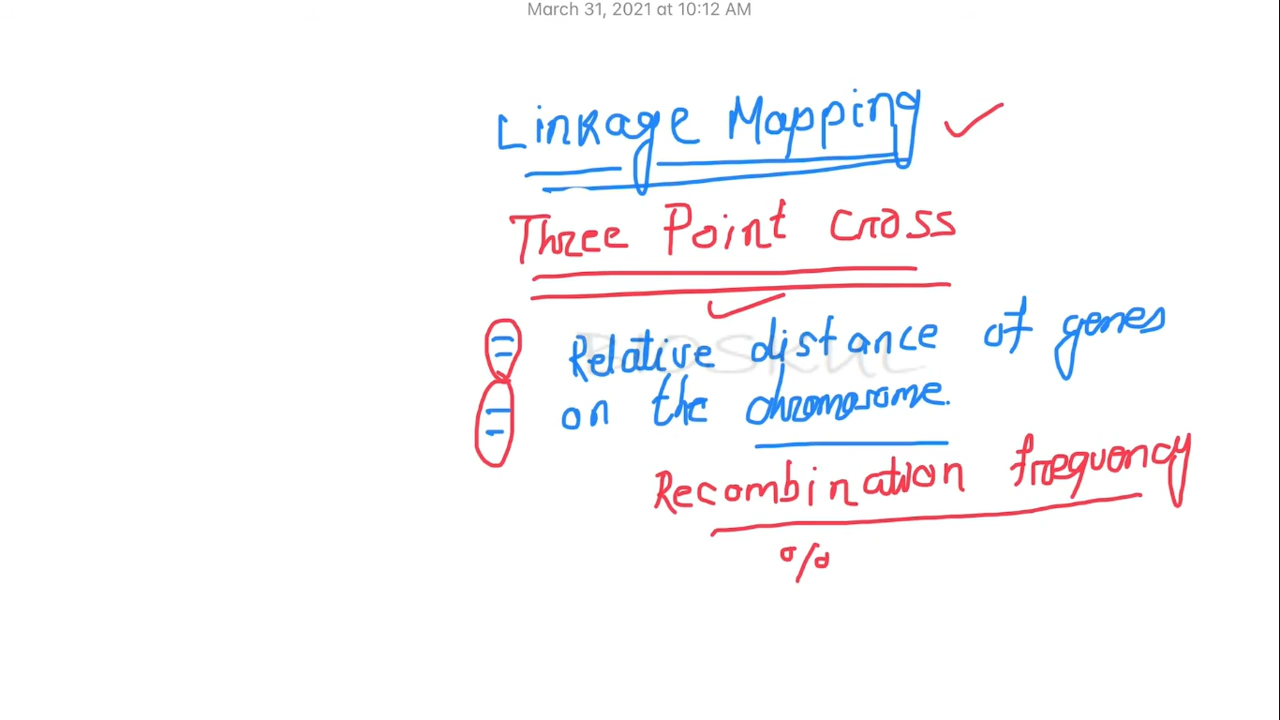 March 31, 2021 at 10:12 AM
Linkage Mapping
Three Point Cross
Relative distance of genes
on the chromosome.
Recombination frequency
%
BIOSKUL